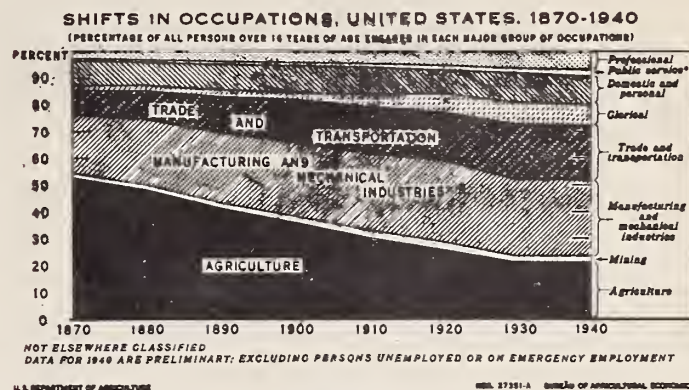 SHIFTS IN OCCUPATIONS, UNITED STATES, 1870-1940
(PERCENTAGE OF ALL PERSONS OVER 16 YEARS OF AGE ENGAGED IN EACH MAJOR GROUP OF OCCUPATIONS)
PERCENT
90
80
70
60
50
40
30
20
10
0
TRADE AND TRANSPORTATION
MANUFACTURING AND
MECHANICAL
INDUSTRIES
AGRICULTURE
Professional
Public service*
Domestic and
personal
Clerical
Trade and
transportation
Manufacturing
and
mechanical
industries
Mining
Agriculture
1870 1880 1890 1900 1910 1920 1930 1940
NOT ELSEWHERE CLASSIFIED
DATA FOR 1940 ARE PRELIMINARY; EXCLUDING PERSONS UNEMPLOYED OR ON EMERGENCY EMPLOYMENT
U.S. DEPARTMENT OF AGRICULTURE
NEG. 37351-A BUREAU OF AGRICULTURAL ECONOMICS